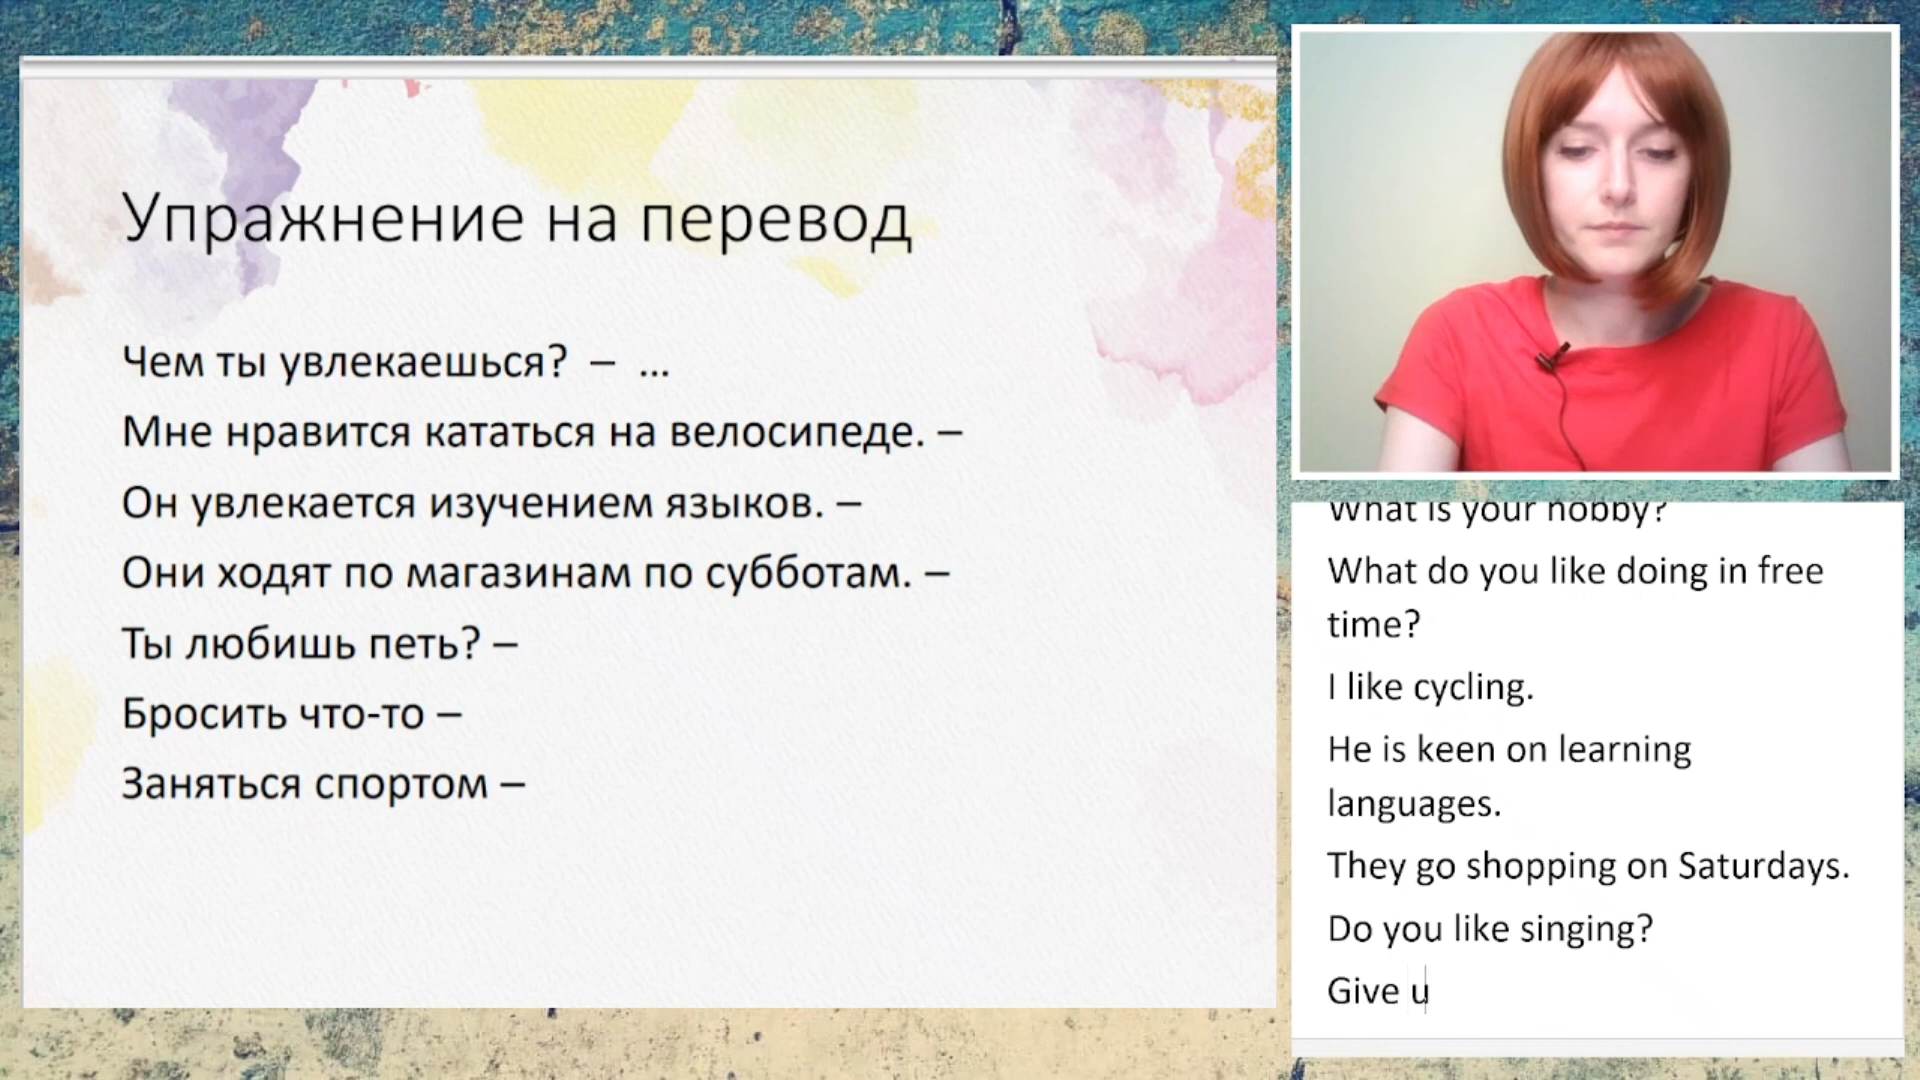 Упражнение на перевод
Чем ты увлекаешься? – ...
Мне нравится кататься на велосипеде. –
Он увлекается изучением языков. –
Они ходят по магазинам по субботам. –
Ты любишь петь? –
Бросить что-то –
Заняться спортом –
What is your hobby?
What do you like doing in free
time?
I like cycling.
He is keen on learning
languages.
They go shopping on Saturdays.
Do you like singing?
Give u